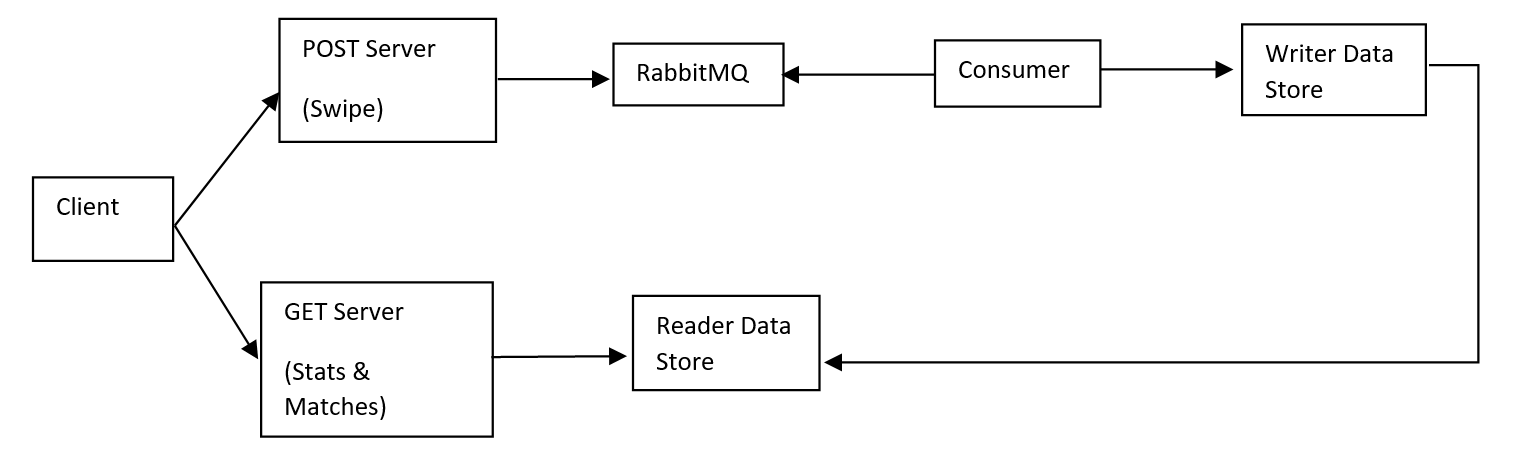 POST Server
(Swipe)
RabbitMQ
Consumer
Writer Data
Store
Client
GET Server
(Stats &
Matches)
Reader Data
Store